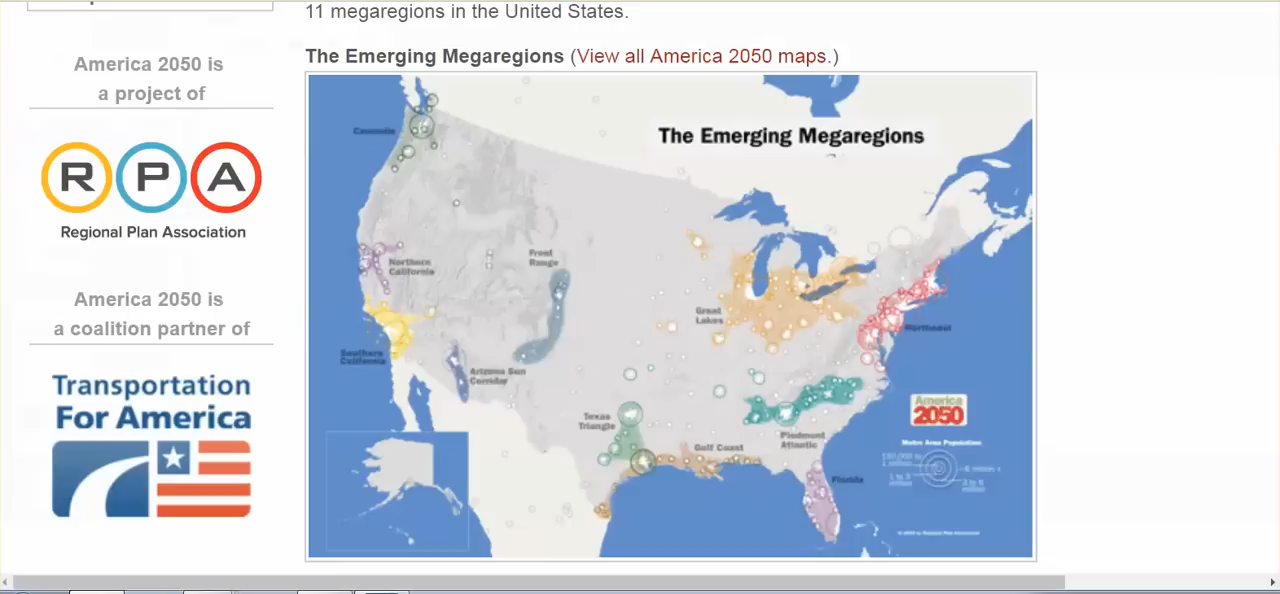 11 megaregions in the United States.
The Emerging Megaregions (View all America 2050 maps.)
America 2050 is
a project of
RPA
Regional Plan Association
America 2050 is
a coalition partner of
Transportation
For America
The Emerging Megaregions
Cascadia
Northern
California
Southern
California
Front
Range
Arizona Sun
Corridor
Texas
Triangle
Great
Lakes
Gulf Coast
Piedmont
Atlantic
Northeast
Florida
America
2050
Metro Area Population